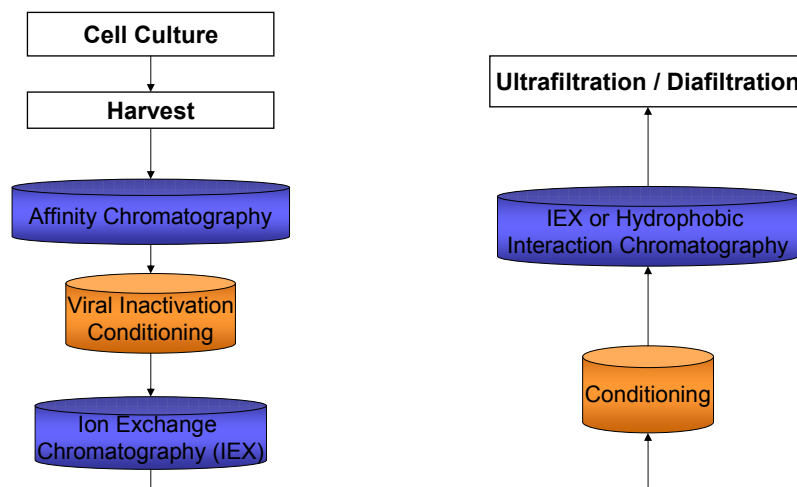 Cell Culture
Harvest
Affinity Chromatography
Viral Inactivation
Conditioning
Ion Exchange
Chromatography (IEX)
Conditioning
IEX or Hydrophobic
Interaction Chromatography
Ultrafiltration / Diafiltration